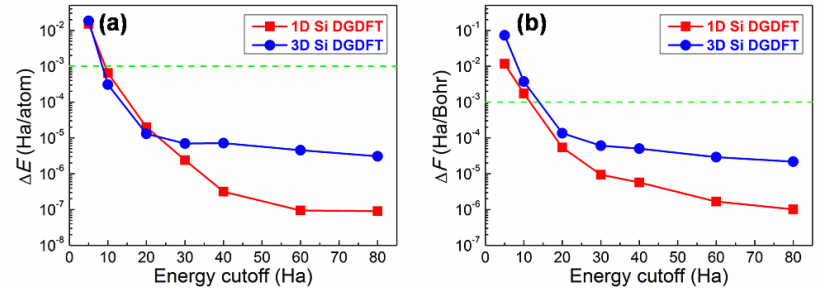 (a)
1D Si DGDFT
3D Si DGDFT
10⁻²
10⁻³
10⁻⁴
10⁻⁵
10⁻⁶
10⁻⁷
10⁻⁸
ΔE (Ha/atom)
0 10 20 30 40 50 60 70 80
Energy cutoff (Ha)
(b)
1D Si DGDFT
3D Si DGDFT
10⁻¹
10⁻²
10⁻³
10⁻⁴
10⁻⁵
10⁻⁶
10⁻⁷
ΔF (Ha/Bohr)
0 10 20 30 40 50 60 70 80
Energy cutoff (Ha)